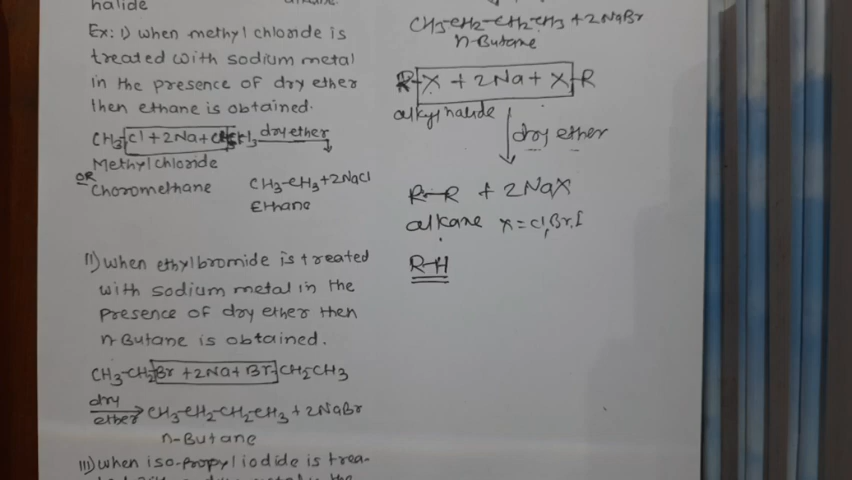 halide
Ex: 1) when methyl chloride is
treated with sodium metal
in the presence of dry ether
then ethane is obtained.
CH3-Cl + 2Na + Cl-CH3 dry ether
Methyl chloride
OR
Choromethane
CH3-CH3 + 2NaCl
Ethane
11) when ethyl bromide is treated
with sodium metal in the
presence of dry ether then
n-Butane is obtained.
CH3-CH2-Br + 2Na + Br-CH2CH3
dry
ether
CH3-CH2-CH2-CH3 + 2NaBr
n-Butane
111) when iso-propyl iodide is trea-
CH3-CH2-CH2-CH3 + 2NaBr
n-Butane
R-X + 2Na + X-R
alkyl halide
dry ether
R-R + 2NaX
alkane X = Cl, Br, I
R-H